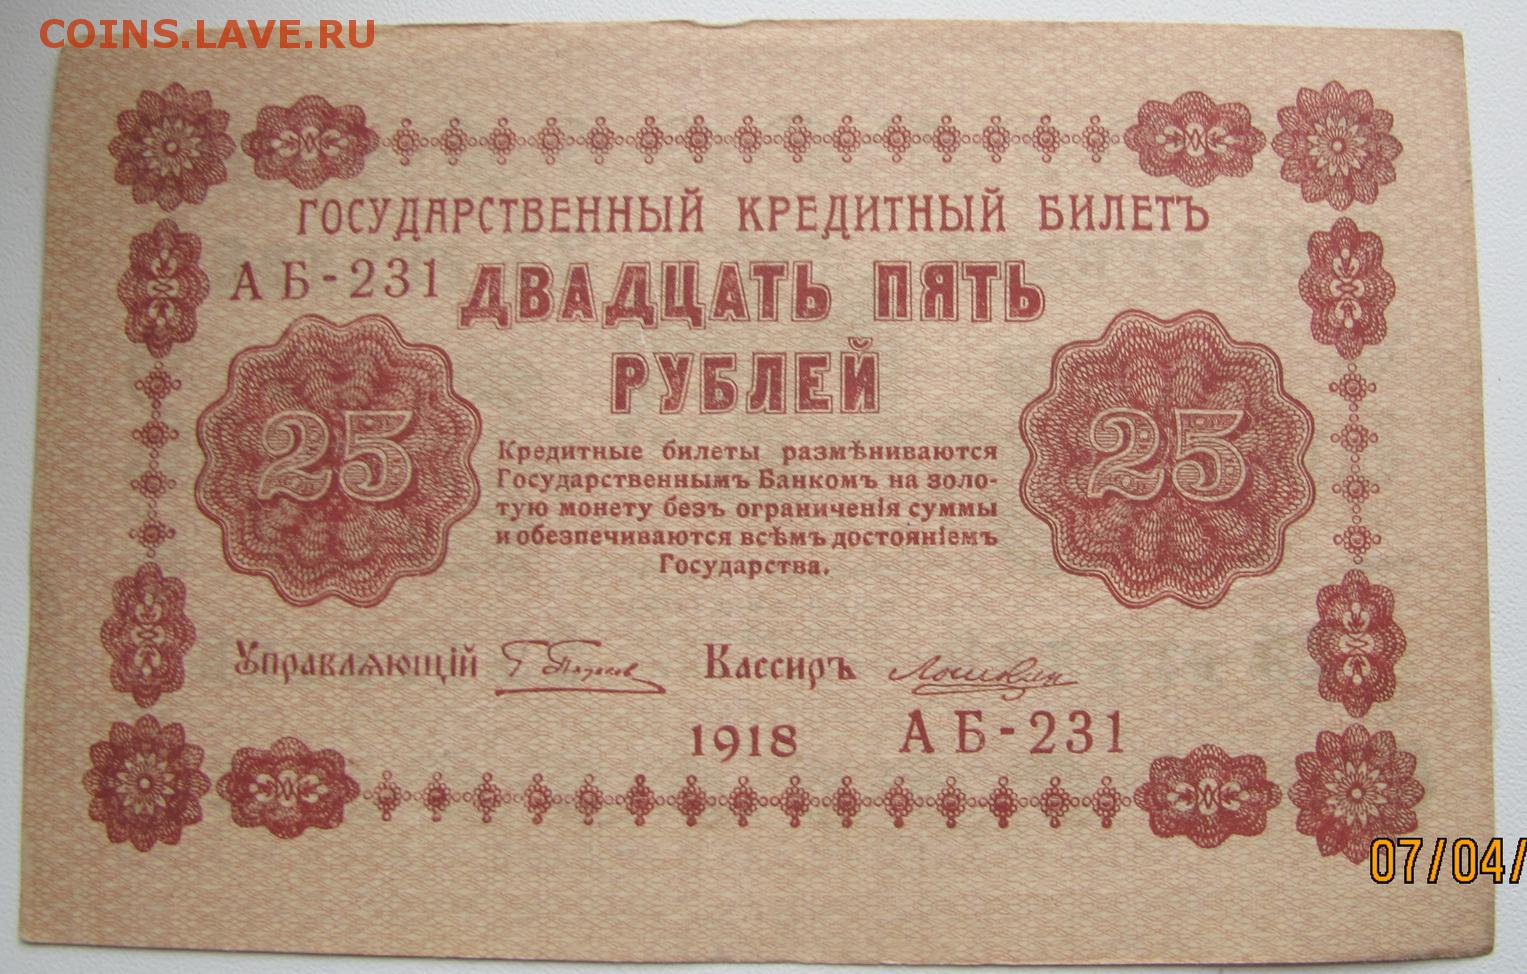 COINS.LAVE.RU
ГОСУДАРСТВЕННЫЙ КРЕДИТНЫЙ БИЛЕТЪ
АБ-231
ДВАДЦАТЬ ПЯТЬ
РУБЛЕЙ
25
25
Кредитные билеты размѣниваются
Государственнымъ Банкомъ на золо-
тую монету безъ ограниченія суммы
и обезпечиваются всѣмъ достояніемъ
Государства.
Управляющій
Кассиръ
1918
АБ-231
07/04/